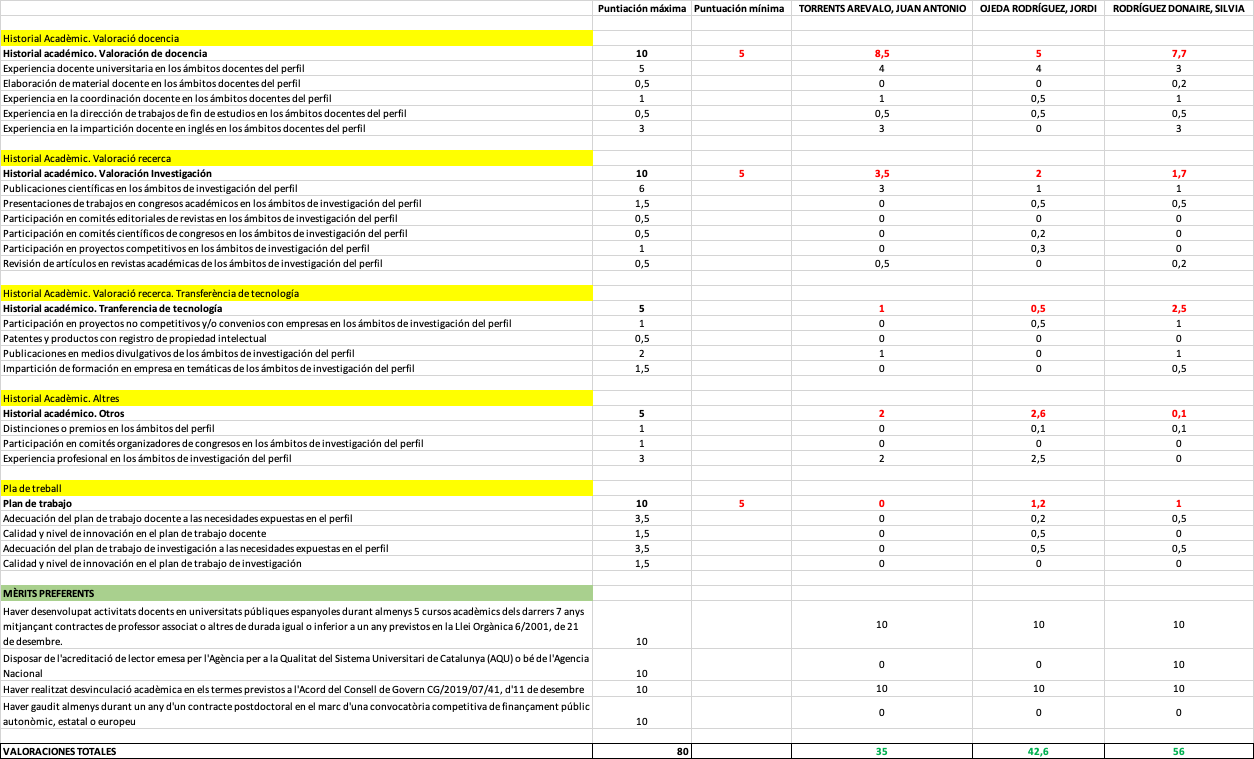 Puntiación máxima Puntuación mínima TORRENTS AREVALO, JUAN ANTONIO OJEDA RODRÍGUEZ, JORDI RODRÍGUEZ DONAIRE, SILVIA
Historial Acadèmic. Valoració docencia
Historial académico. Valoración de docencia 10 5 8,5 5 7,7
Experiencia docente universitaria en los ámbitos docentes del perfil 5 4 4 3
Elaboración de material docente en los ámbitos docentes del perfil 0,5 0 0 0,2
Experiencia en la coordinación docente en los ámbitos docentes del perfil 1 1 0,5 1
Experiencia en la dirección de trabajos de fin de estudios en los ámbitos docentes del perfil 0,5 0,5 0,5 0,5
Experiencia en la impartición docente en inglés en los ámbitos docentes del perfil 3 3 0 3
Historial Acadèmic. Valoració recerca
Historial académico. Valoración Investigación 10 5 3,5 2 1,7
Publicaciones científicas en los ámbitos de investigación del perfil 6 3 1 1
Presentaciones de trabajos en congresos académicos en los ámbitos de investigación del perfil 1,5 0 0,5 0,5
Participación en comités editoriales de revistas en los ámbitos de investigación del perfil 0,5 0 0 0
Participación en comités científicos de congresos en los ámbitos de investigación del perfil 0,5 0 0,2 0
Participación en proyectos competitivos en los ámbitos de investigación del perfil 1 0 0,3 0
Revisión de artículos en revistas académicas de los ámbitos de investigación del perfil 0,5 0,5 0 0,2
Historial Acadèmic. Valoració recerca. Transferència de tecnología
Historial académico. Tranferencia de tecnología 5 1 0,5 2,5
Participación en proyectos no competitivos y/o convenios con empresas en los ámbitos de investigación del perfil 1 0 0,5 1
Patentes y productos con registro de propiedad intelectual 0,5 0 0 0
Publicaciones en medios divulgativos de los ámbitos de investigación del perfil 2 1 0 1
Impartición de formación en empresa en temáticas de los ámbitos de investigación del perfil 1,5 0 0 0,5
Historial Acadèmic. Altres
Historial académico. Otros 5 2 2,6 0,1
Distinciones o premios en los ámbitos del perfil 1 0 0,1 0,1
Participación en comités organizadores de congresos en los ámbitos de investigación del perfil 1 0 0 0
Experiencia profesional en los ámbitos de investigación del perfil 3 2 2,5 0
Pla de treball
Plan de trabajo 10 5 0 1,2 1
Adecuación del plan de trabajo docente a las necesidades expuestas en el perfil 3,5 0 0,2 0,5
Calidad y nivel de innovación en el plan de trabajo docente 1,5 0 0,5 0
Adecuación del plan de trabajo de investigación a las necesidades expuestas en el perfil 3,5 0 0,5 0,5
Calidad y nivel de innovación en el plan de trabajo de investigación 1,5 0 0 0
MÈRITS PREFERENTS
Haver desenvolupat activitats docents en universitats públiques espanyoles durant almenys 5 cursos acadèmics dels darrers 7 anys
mitjançant contractes de professor associat o altres de durada igual o inferior a un any previstos en la Llei Orgànica 6/2001, de 21
de desembre. 10 10 10 10
Disposar de l'acreditació de lector emesa per l'Agència per a la Qualitat del Sistema Universitari de Catalunya (AQU) o bé de l'Agencia
Nacional 10 0 0 10
Haver realitzat desvinculació acadèmica en els termes previstos a l'Acord del Consell de Govern CG/2019/07/41, d'11 de desembre 10 10 10 10
Haver gaudit almenys durant un any d'un contracte postdoctoral en el marc d'una convocatòria competitiva de finançament públic
autonòmic, estatal o europeu 10 0 0 0
VALORACIONES TOTALES 80 35 42,6 56